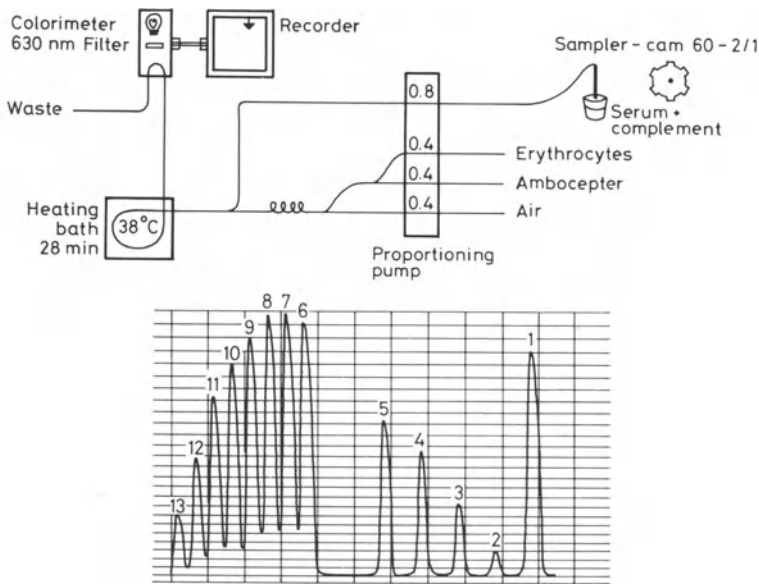 Colorimeter
630 nm Filter
Recorder
Sampler - cam 60 - 2/1
Waste
0.8
Serum +
complement
0.4
Erythrocytes
0.4
Ambocepter
0.4
Air
Heating
bath
28 min
38°C
Proportioning
pump
13
12
11
10
9
8
7
6
5
4
3
2
1